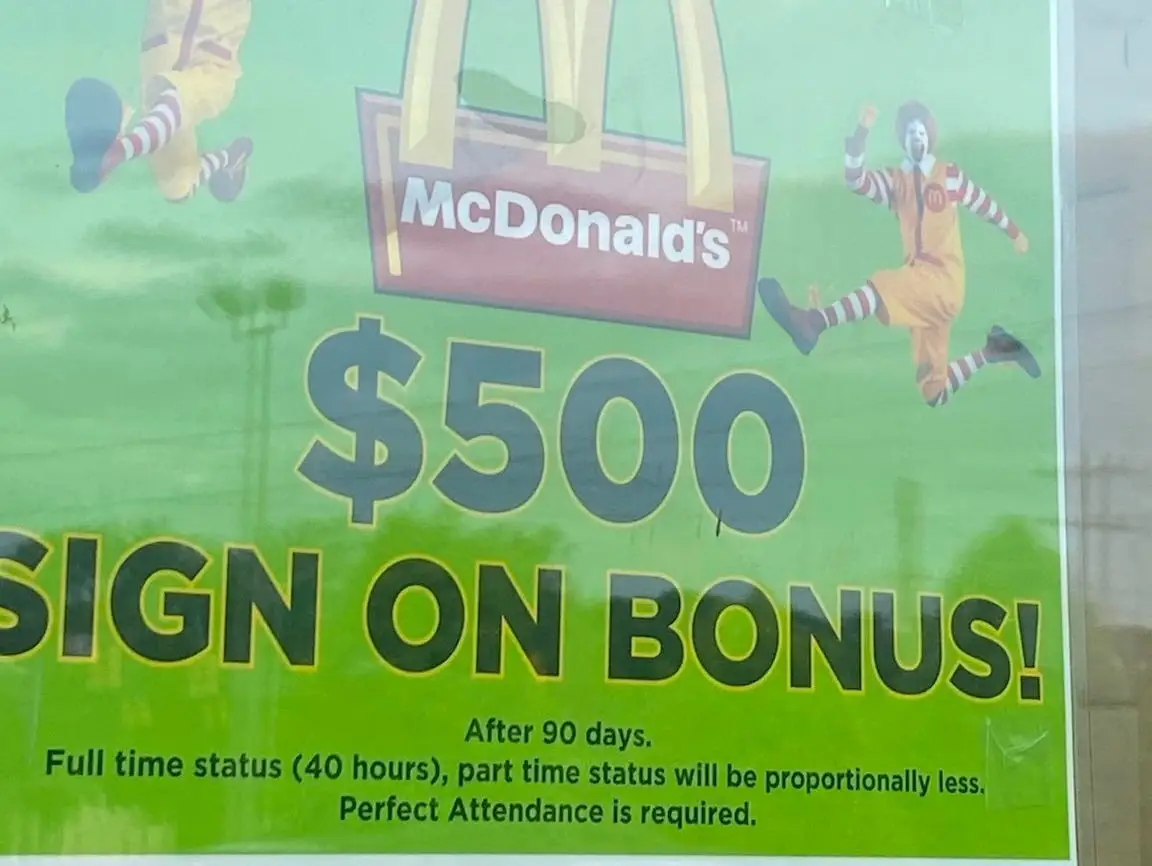 McDonald's™
$500
SIGN ON BONUS!
After 90 days.
Full time status (40 hours), part time status will be proportionally less.
Perfect Attendance is required.